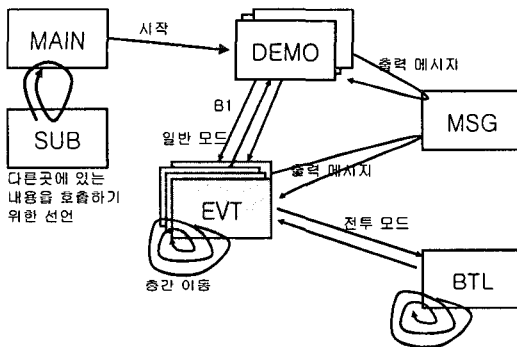 MAIN
시작
DEMO
출력 메시지
MSG
SUB
B1
일반 모드
다른곳에 있는
내용을 호출하기
위한 선언
출력 메시지
EVT
전투 모드
BTL
층간 이동